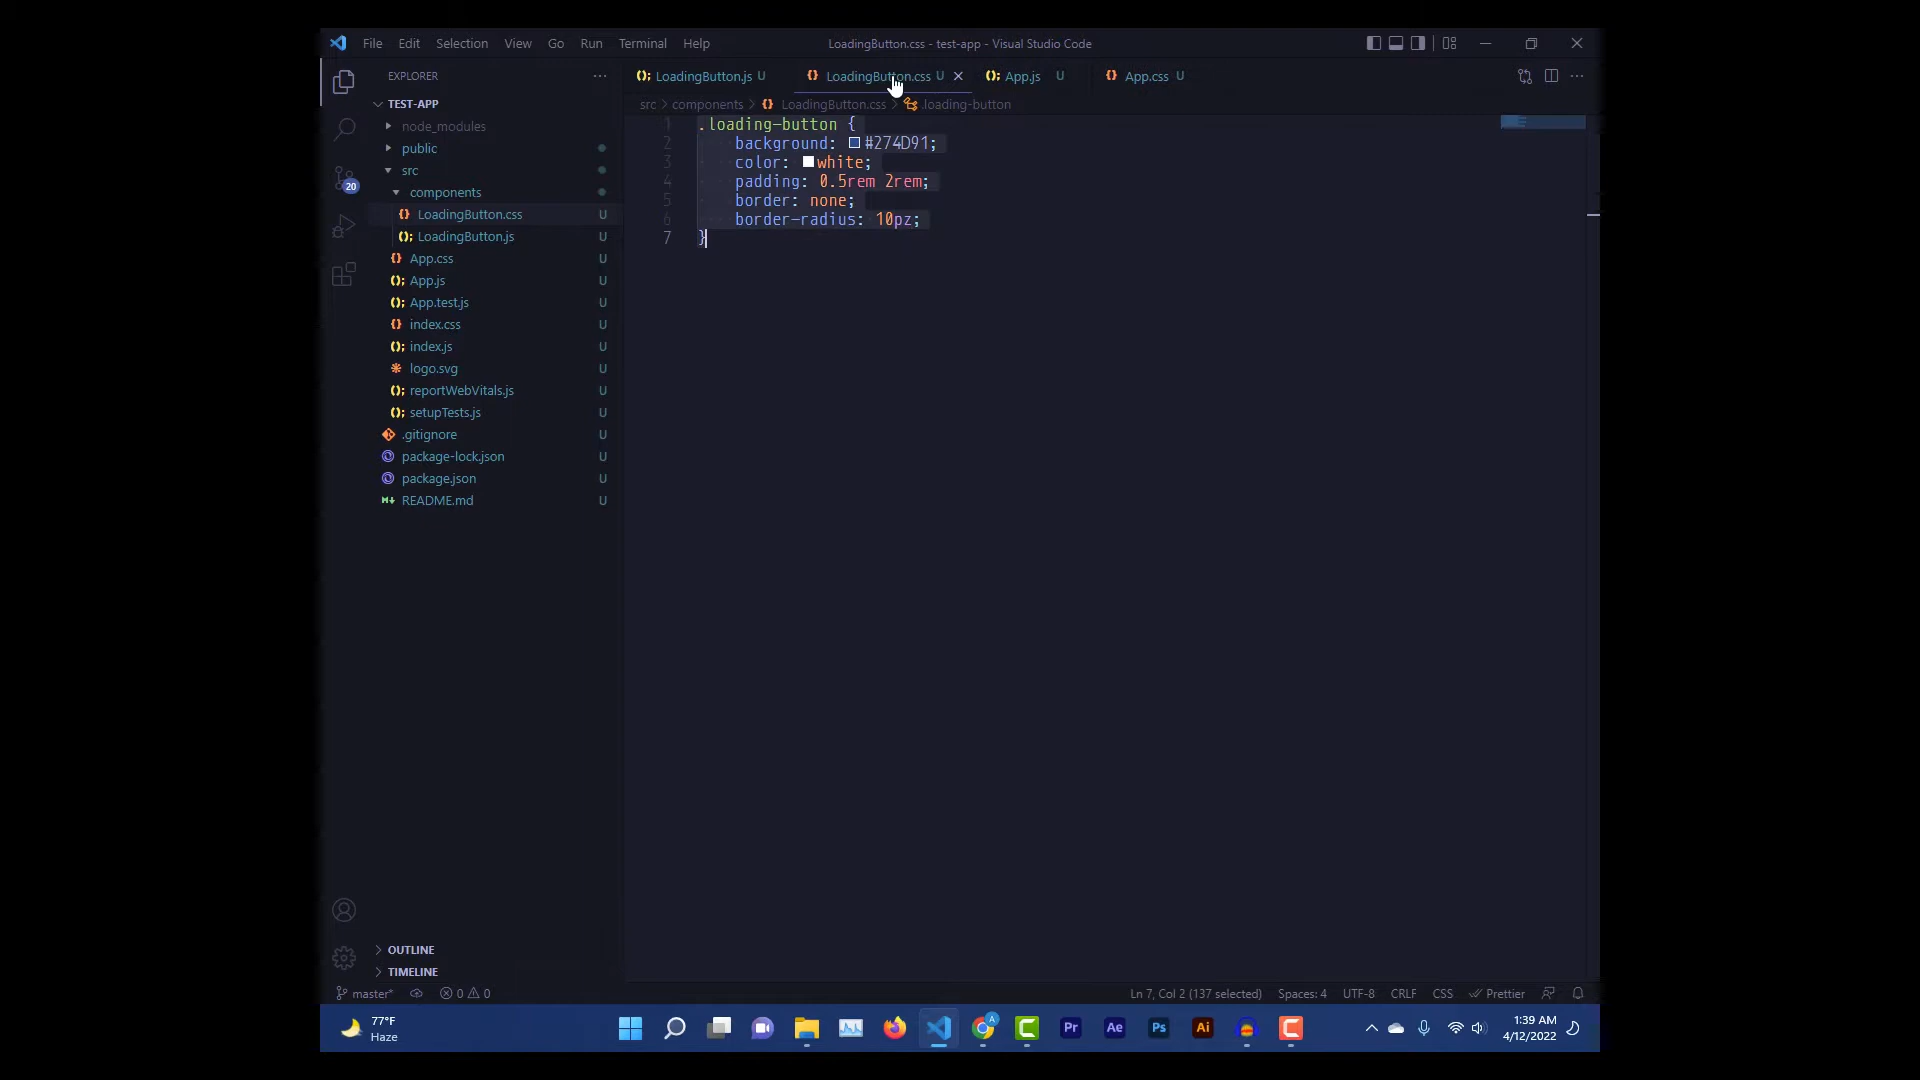 File Edit Selection View Go Run Terminal Help LoadingButton.css - test-app - Visual Studio Code
EXPLORER
LoadingButton.js U LoadingButton.css U App.js U App.css U
TEST-APP
src > components > LoadingButton.css > .loading-button
node_modules
public
src
20
components
LoadingButton.css U
LoadingButton.js U
App.css U
App.js U
App.test.js U
index.css U
index.js U
logo.svg U
reportWebVitals.js U
setupTests.js U
.gitignore U
package-lock.json U
package.json U
README.md U
1 .loading-button {
2 background: #274D91;
3 color: white;
4 padding: 0.5rem 2rem;
5 border: none;
6 border-radius: 10pz;
7 }
OUTLINE
TIMELINE
master* 0 0 Ln 7, Col 2 (137 selected) Spaces: 4 UTF-8 CRLF CSS Prettier
77°F
Haze
A
Pr Ae Ps Ai
1:39 AM
4/12/2022